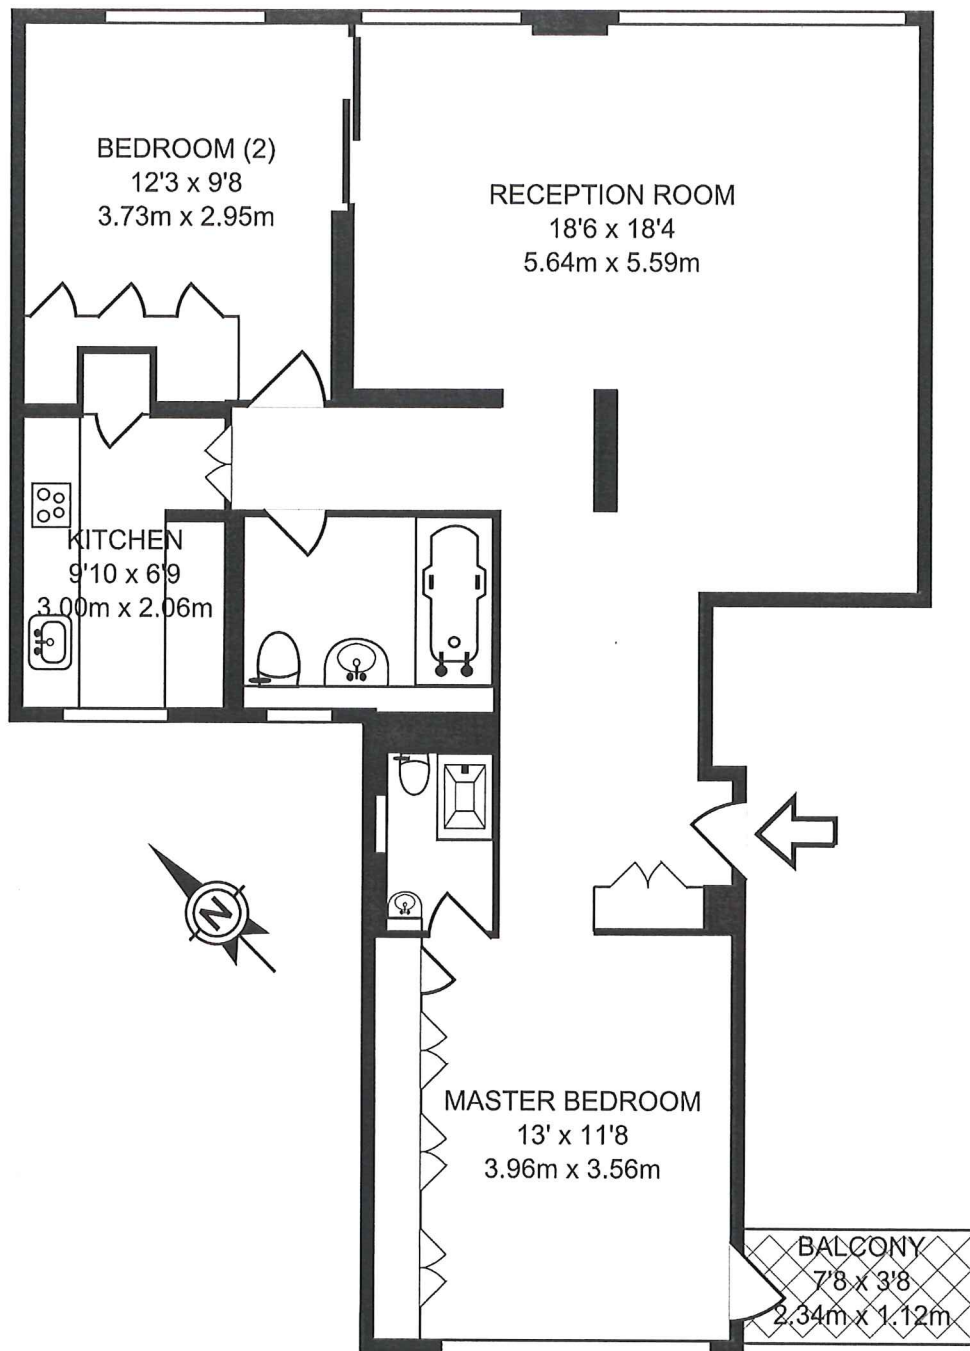 BEDROOM (2)
12'3 x 9'8
3.73m x 2.95m
RECEPTION ROOM
18'6 x 18'4
5.64m x 5.59m
KITCHEN
9'10 x 6'9
3.00m x 2.06m
N
MASTER BEDROOM
13' x 11'8
3.96m x 3.56m
BALCONY
7'8 x 3'8
2.34m x 1.12m